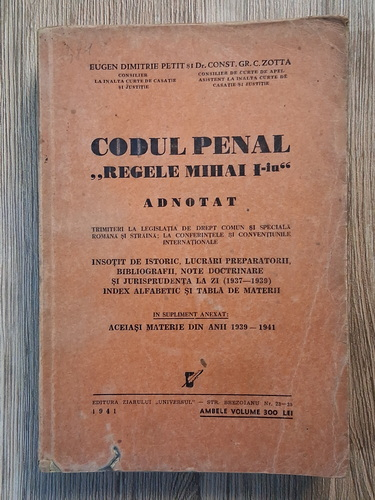 EUGEN DIMITRIE PETIT ȘI Dr. CONST. GR. C. ZOTTA
CONSILIER
LA INALTA CURTE DE CASAȚIE
ȘI JUSTIȚIE
CONSILIER DE CURTE DE APEL
ASISTENT LA INALTA CURTE DE
CASAȚIE ȘI JUSTIȚIE
CODUL PENAL
„REGELE MIHAI I-iu“
ADNOTAT
TRIMITERI LA LEGISLAȚIA DE DREPT COMUN ȘI SPECIALĂ
ROMÂNĂ ȘI STRĂINĂ; LA CONFERINȚELE ȘI CONVENȚIUNILE
INTERNAȚIONALE
INSOȚIT DE ISTORIC, LUCRĂRI PREPARATORII,
BIBLIOGRAFII, NOTE DOCTRINARE
ȘI JURISPRUDENȚA LA ZI (1937—1939)
INDEX ALFABETIC ȘI TABLĂ DE MATERII
IN SUPLIMENT ANEXAT:
ACEIAȘI MATERIE DIN ANII 1939 — 1941
EDITURA ZIARULUI „UNIVERSUL“ — STR. BREZOIANU Nr.
1941
AMBELE VOLUME 300 LEI